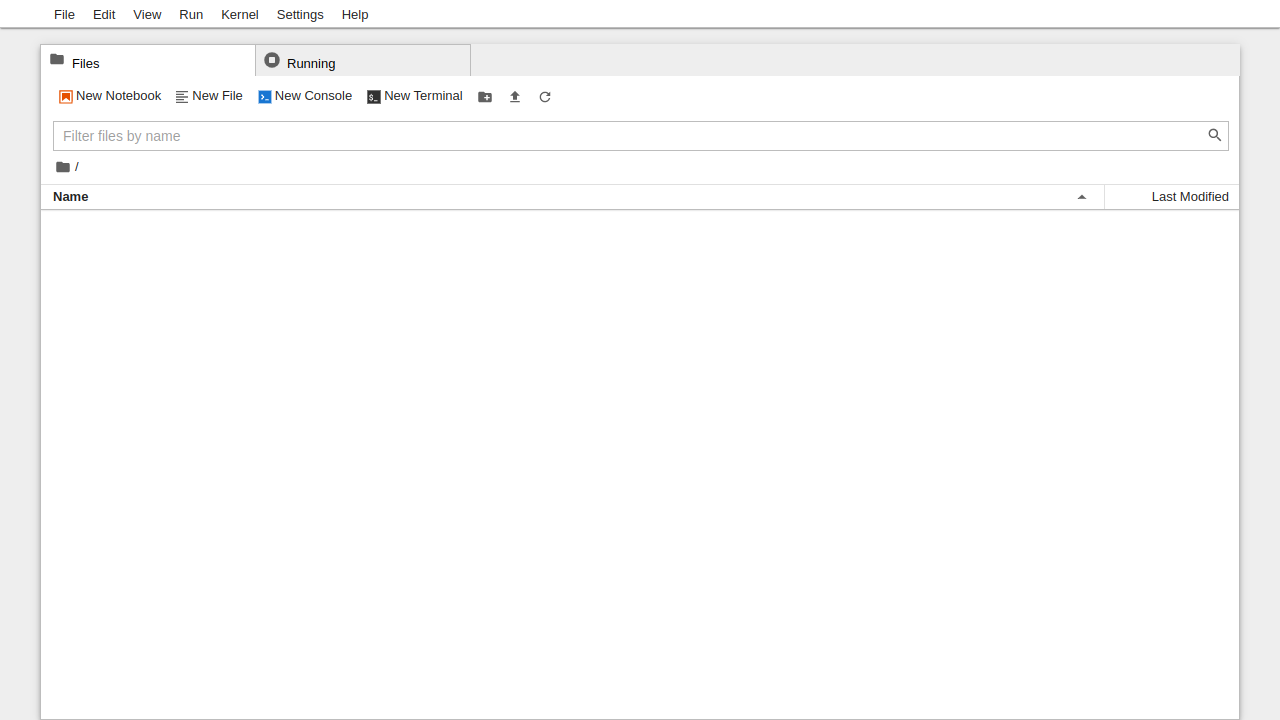 File Edit View Run Kernel Settings Help
Files Running
New Notebook New File New Console New Terminal
Filter files by name
/
Name Last Modified